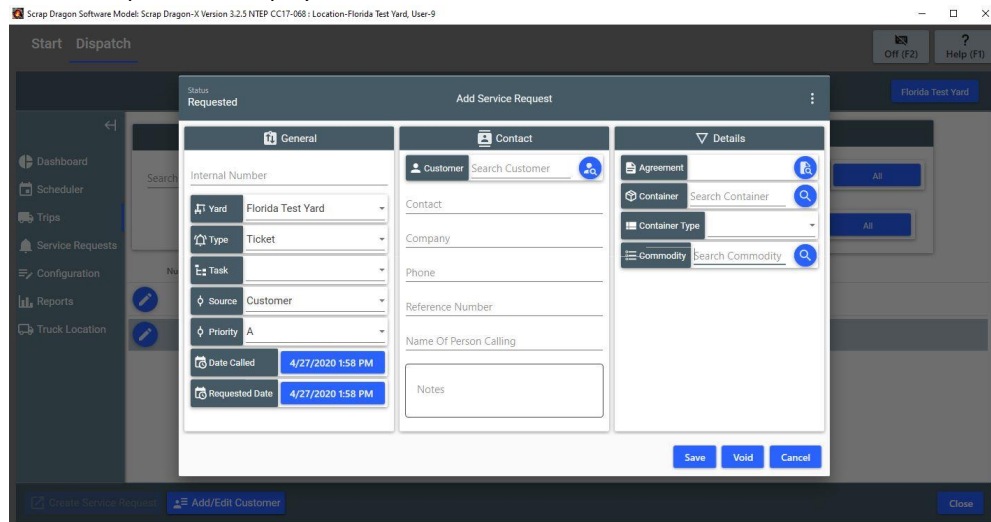 Scrap Dragon Software Model: Scrap Dragon-X Version 3.2.5 NTEP CC17-068 : Location-Florida Test Yard, User-9
Start Dispatch
Off (F2)
? Help (F1)
Florida Test Yard
Status
Requested
Add Service Request
Dashboard
Scheduler
Trips
Service Requests
Configuration
Reports
Truck Location
Search
All
All
Nu
General
Internal Number
Yard Florida Test Yard
Type Ticket
Task
Source Customer
Priority A
Date Called 4/27/2020 1:58 PM
Requested Date 4/27/2020 1:58 PM
Contact
Customer Search Customer
Contact
Company
Phone
Reference Number
Name Of Person Calling
Notes
Details
Agreement
Container Search Container
Container Type
Commodity Search Commodity
Save Void Cancel
Create Service Request
Add/Edit Customer
Close